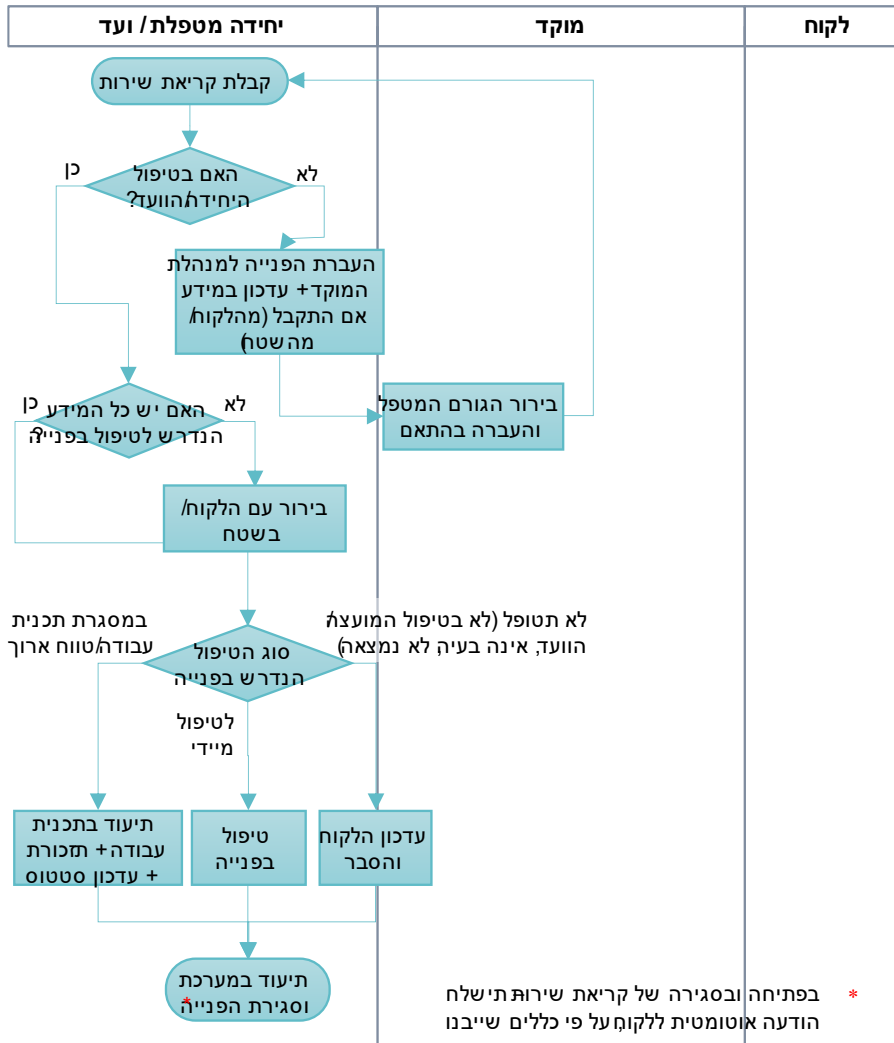 יחידה מטפלת / ועד
מוקד
לקוח
קבלת קריאת שירות
האם בטיפול
היחידה/הוועד?
כן
לא
העברת הפנייה למנהלת
המוקד + עדכון במידע
אם התקבל (מהלקוח/
מהשטח)
בירור הגורם המטפל
והעברה בהתאם
האם יש כל המידע
הנדרש לטיפול בפנייה?
כן
לא
בירור עם הלקוח/
בשטח
סוג הטיפול
הנדרש בפנייה
במסגרת תכנית
עבודה/טווח ארוך
לטיפול
מיידי
לא תטופל (לא בטיפול המועצה/
הוועד, אינה בעיה, לא נמצאה)
תיעוד בתכנית
עבודה + תזכורת
+ עדכון סטטוס
טיפול
בפנייה
עדכון הלקוח
והסבר
תיעוד במערכת
וסגירת הפנייה*
* בפתיחה ובסגירה של קריאת שירות תישלח
הודעה אוטומטית ללקוח, על פי כללים שייבנו